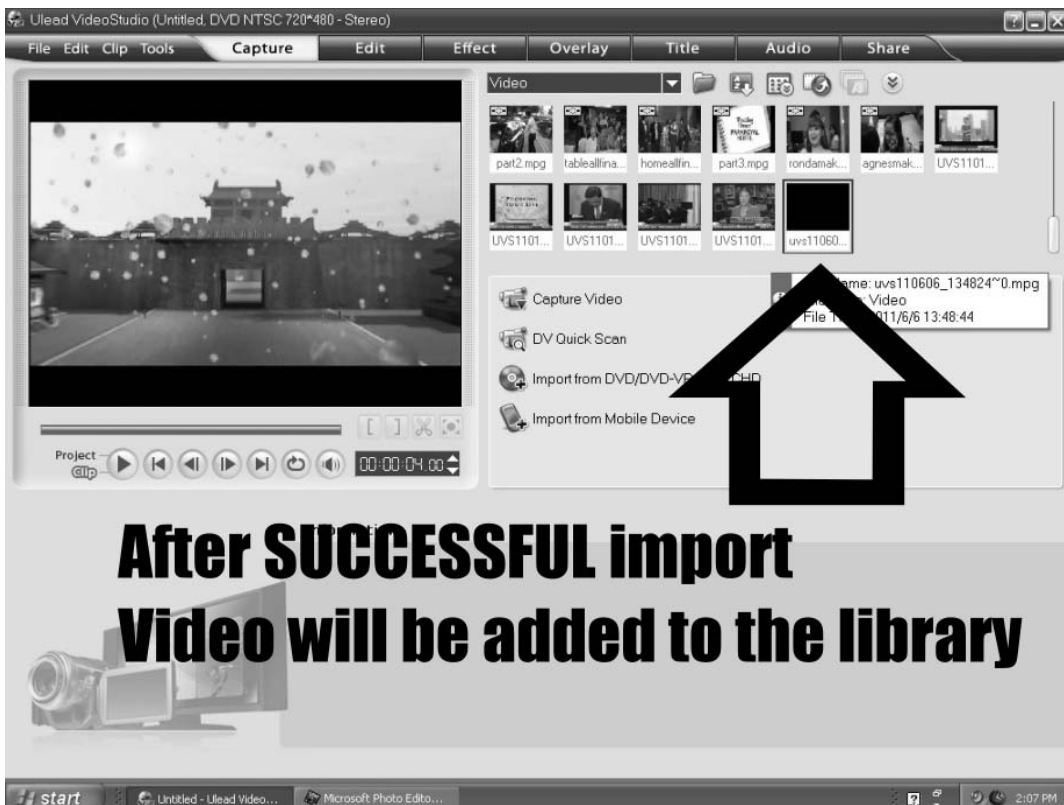 Ulead VideoStudio (Untitled, DVD NTSC 720*480 - Stereo)
File Edit Clip Tools Capture Edit Effect Overlay Title Audio Share
Video
part2.mpg tableallfina... homeallfin... part3.mpg rondamak... agnesmak... UVS1101...
UVS1101... UVS1101... UVS1101... UVS1101... uvs11060...
uvs110606_134824~0.mpg
Video
File 011/6/6 13:48:44
Capture Video
DV Quick Scan
Import from DVD/DVD-VR
Import from Mobile Device
Project
Clip
00:00:04.00
After SUCCESSFUL import
Video will be added to the library
start Untitled - Ulead Video... Microsoft Photo Edito... 2:07 PM